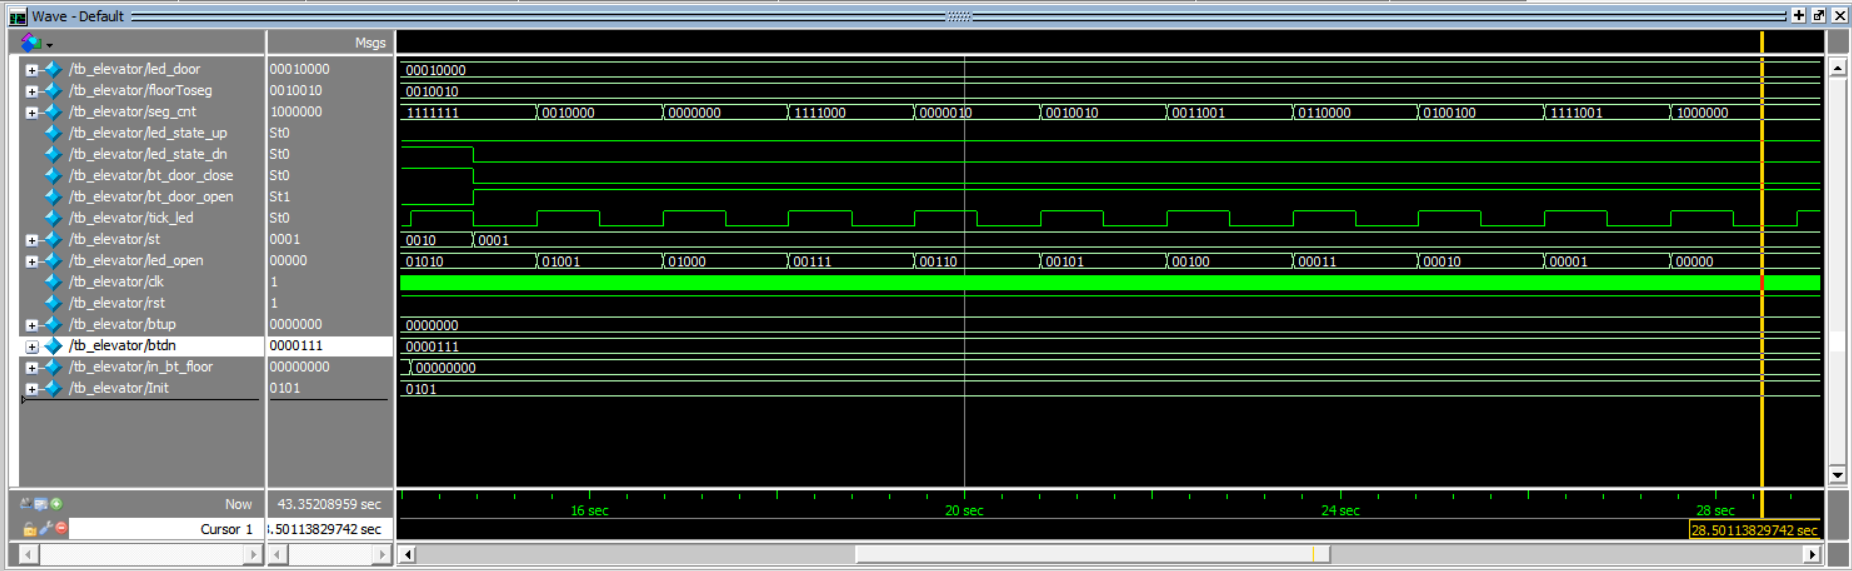 Wave - Default
Msgs
/tb_elevator/led_door 00010000 00010000
/tb_elevator/floorToseg 0010010 0010010
/tb_elevator/seg_cnt 1000000 1111111 0010000 0000000 1111000 0000010 0010010 0011001 0110000 0100100 1111001 1000000
/tb_elevator/led_state_up St0
/tb_elevator/led_state_dn St0
/tb_elevator/bt_door_close St0
/tb_elevator/bt_door_open St1
/tb_elevator/tick_led St0
/tb_elevator/st 0001 0010 0001
/tb_elevator/led_open 00000 01010 01001 01000 00111 00110 00101 00100 00011 00010 00001 00000
/tb_elevator/clk 1
/tb_elevator/rst 1
/tb_elevator/btup 0000000 0000000
/tb_elevator/btdn 0000111 0000111
/tb_elevator/in_bt_floor 00000000 00000000
/tb_elevator/Init 0101 0101
Now 43.35208959 sec 16 sec 20 sec 24 sec 28 sec
Cursor 1 .50113829742 sec 28.50113829742 sec